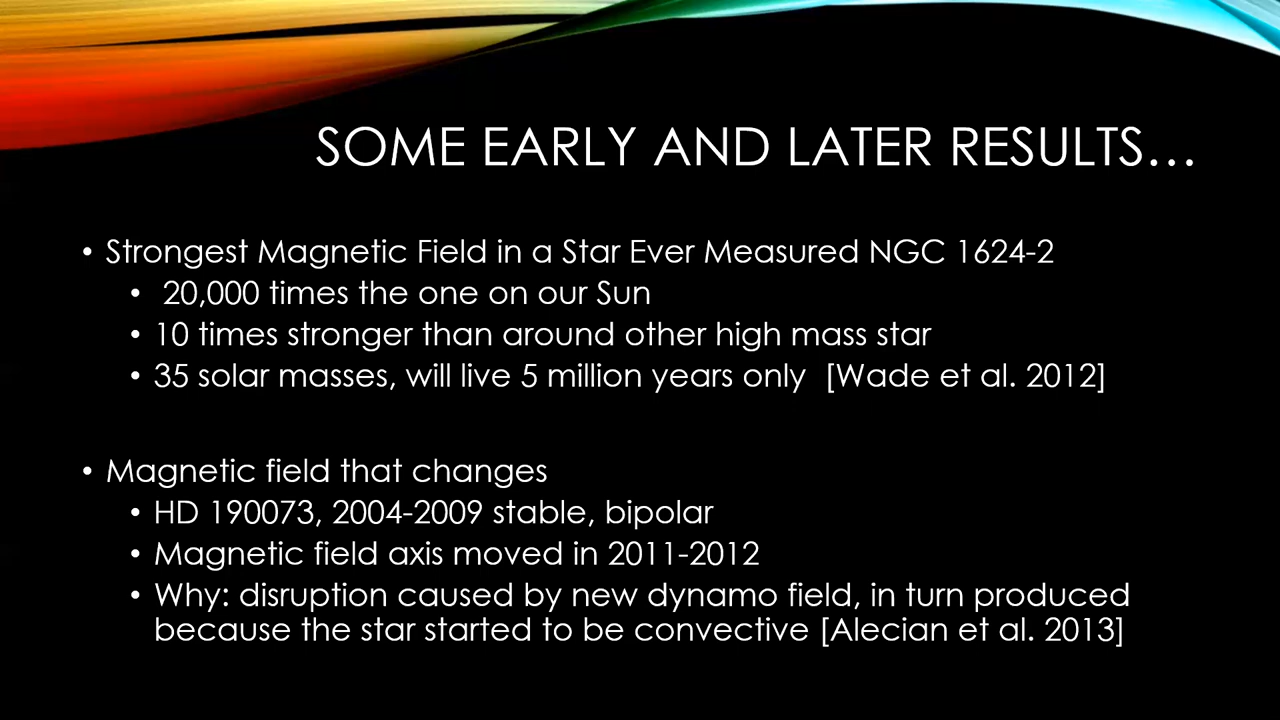 SOME EARLY AND LATER RESULTS...
• Strongest Magnetic Field in a Star Ever Measured NGC 1624-2
• 20,000 times the one on our Sun
• 10 times stronger than around other high mass star
• 35 solar masses, will live 5 million years only [Wade et al. 2012]
• Magnetic field that changes
• HD 190073, 2004-2009 stable, bipolar
• Magnetic field axis moved in 2011-2012
• Why: disruption caused by new dynamo field, in turn produced
because the star started to be convective [Alecian et al. 2013]